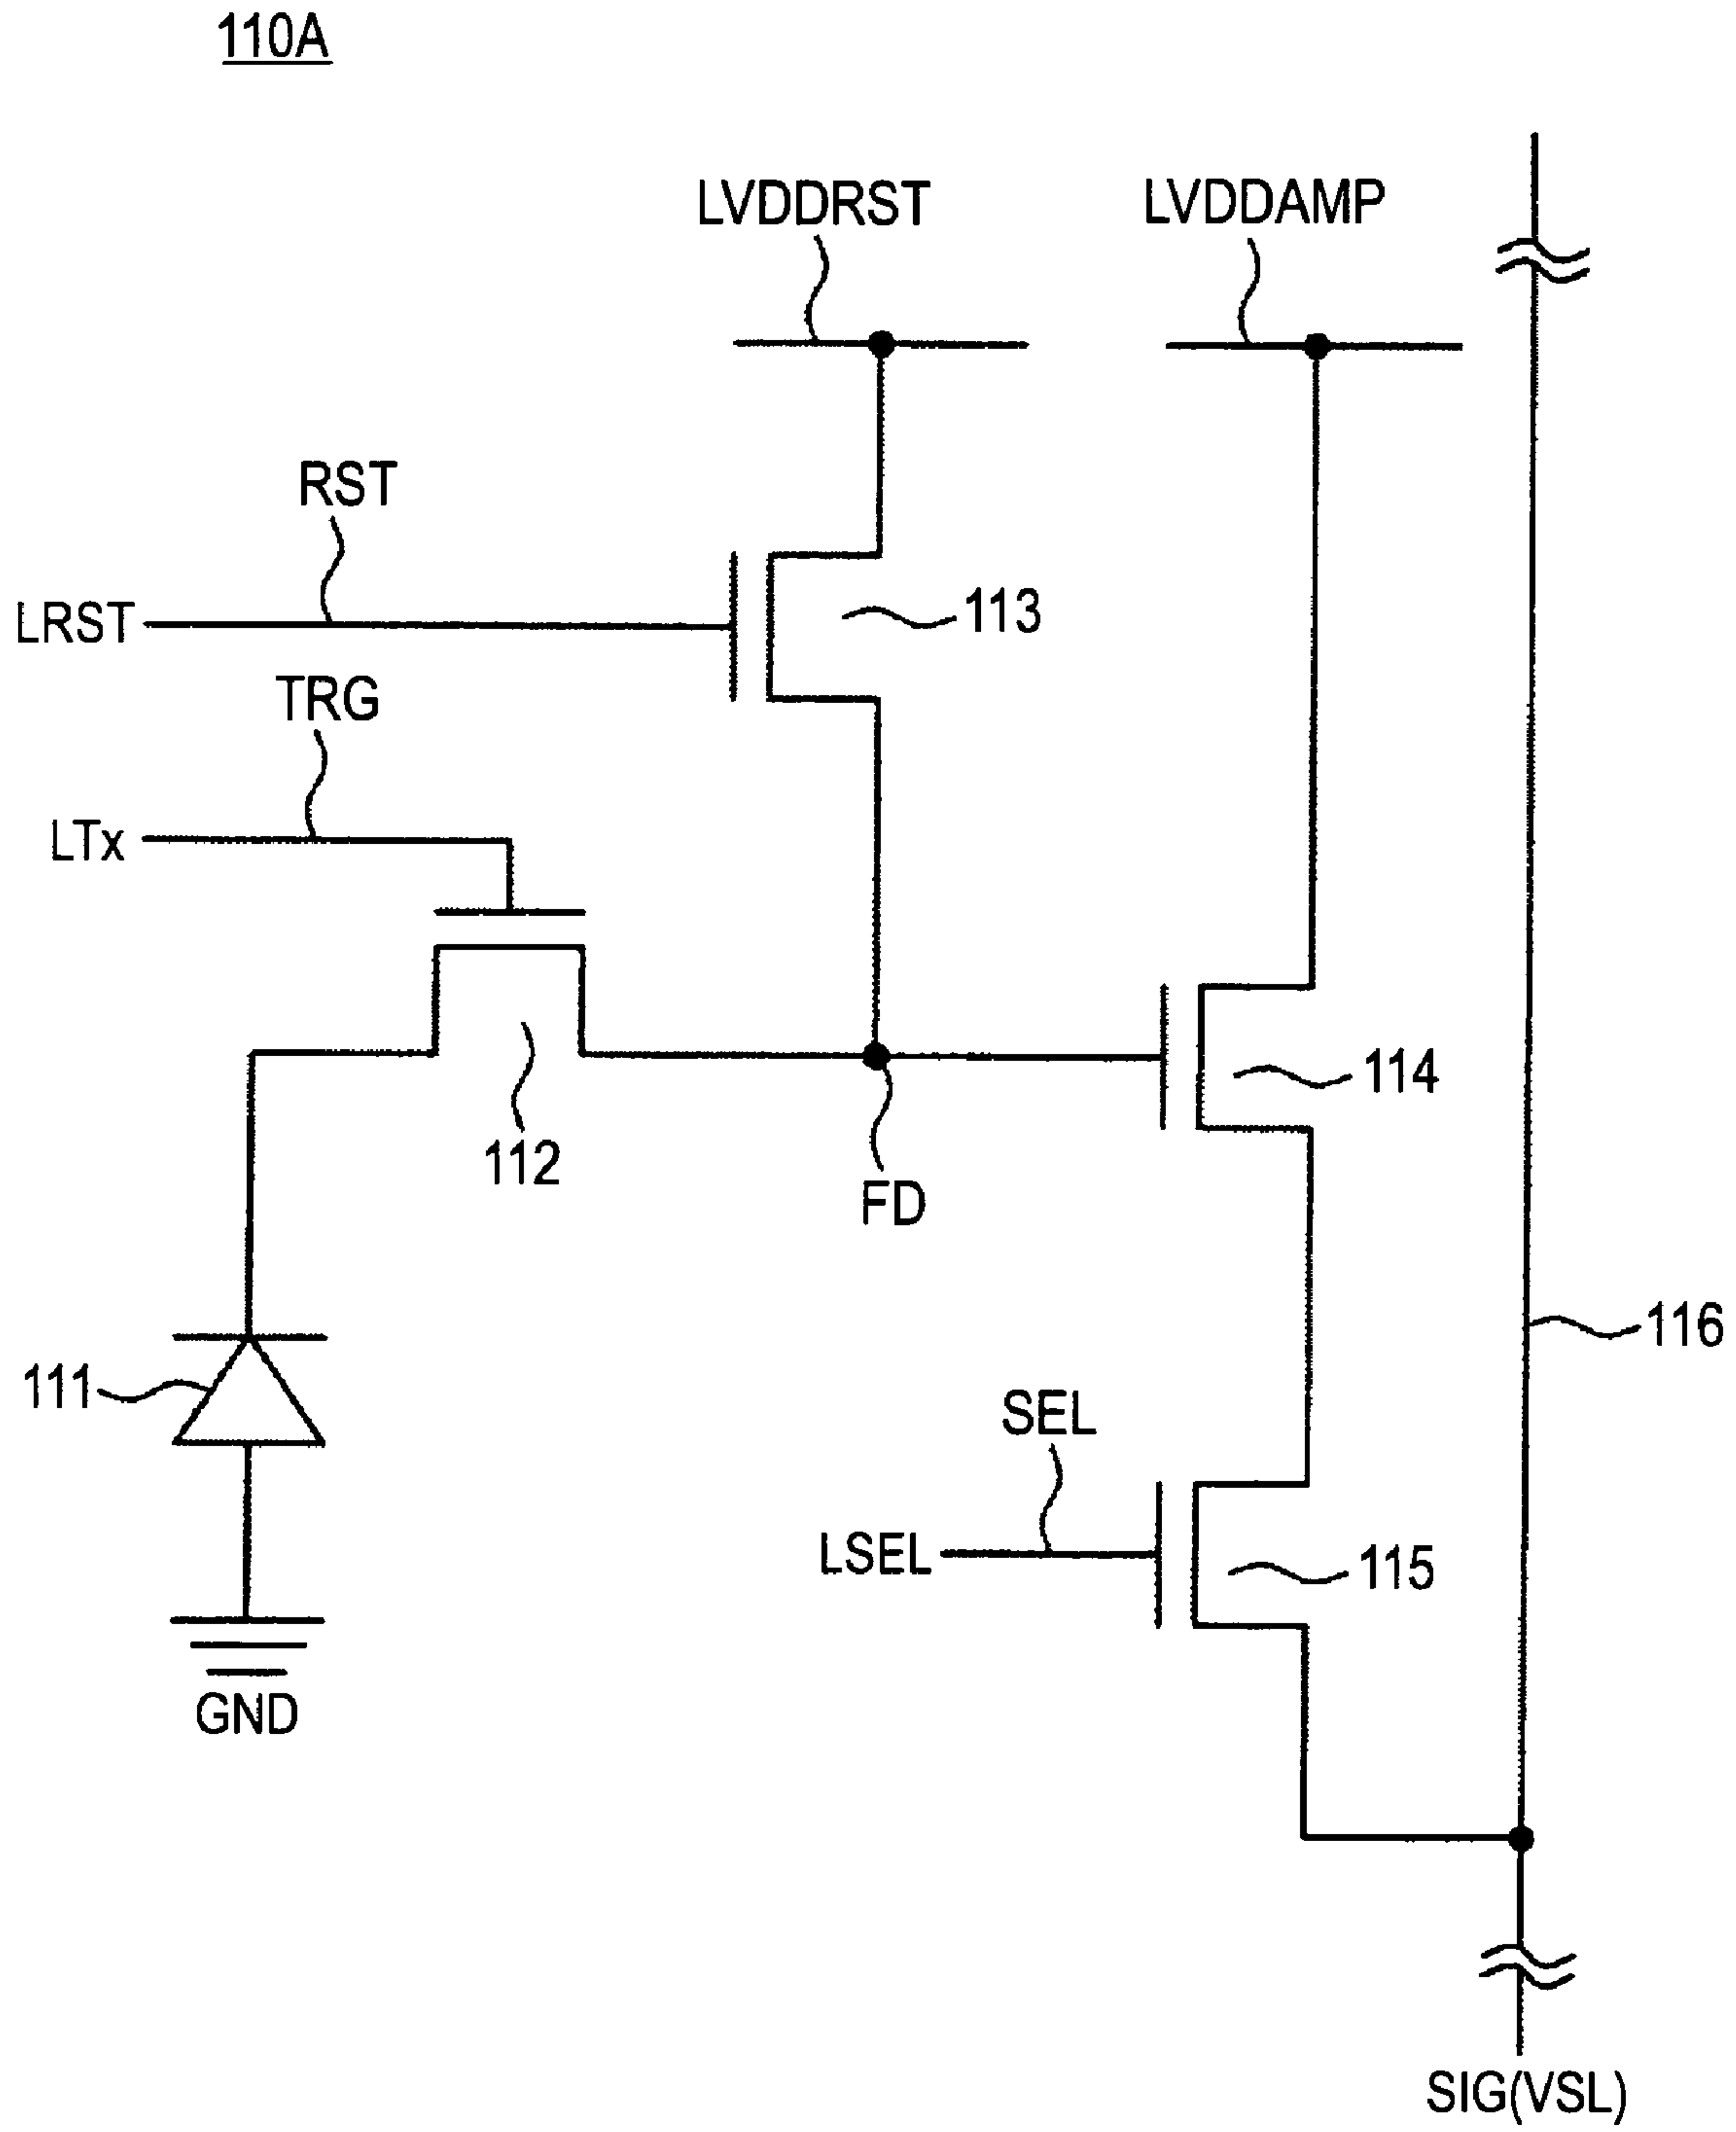 110A
LVDDRST
LVDDAMP
RST
LRST
113
TRG
LTx
114
112
FD
116
111
SEL
LSEL
115
GND
SIG(VSL)